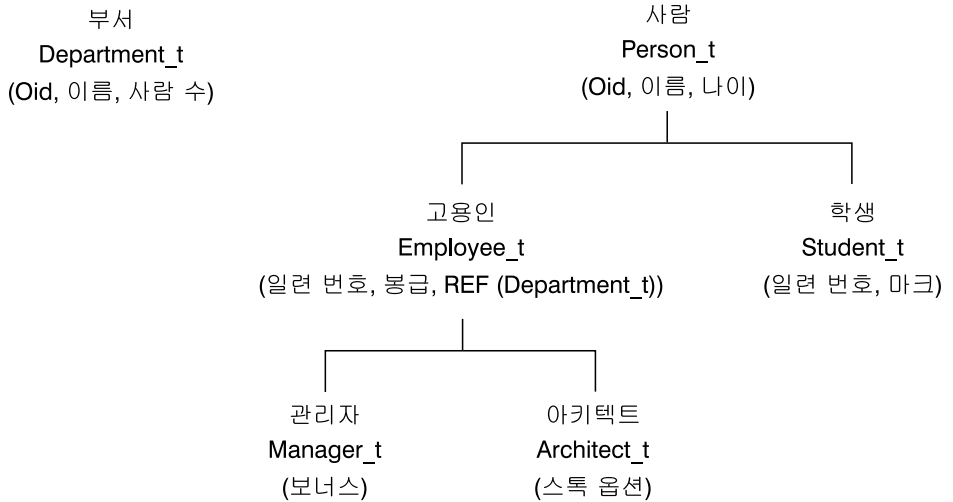 부서
Department_t
(Oid, 이름, 사람 수)
사람
Person_t
(Oid, 이름, 나이)
고용인
Employee_t
(일련 번호, 봉급, REF (Department_t))
학생
Student_t
(일련 번호, 마크)
관리자
Manager_t
(보너스)
아키텍트
Architect_t
(스톡 옵션)